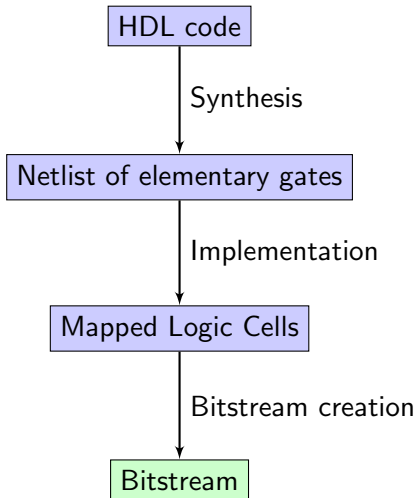 HDL code
Synthesis
Netlist of elementary gates
Implementation
Mapped Logic Cells
Bitstream creation
Bitstream